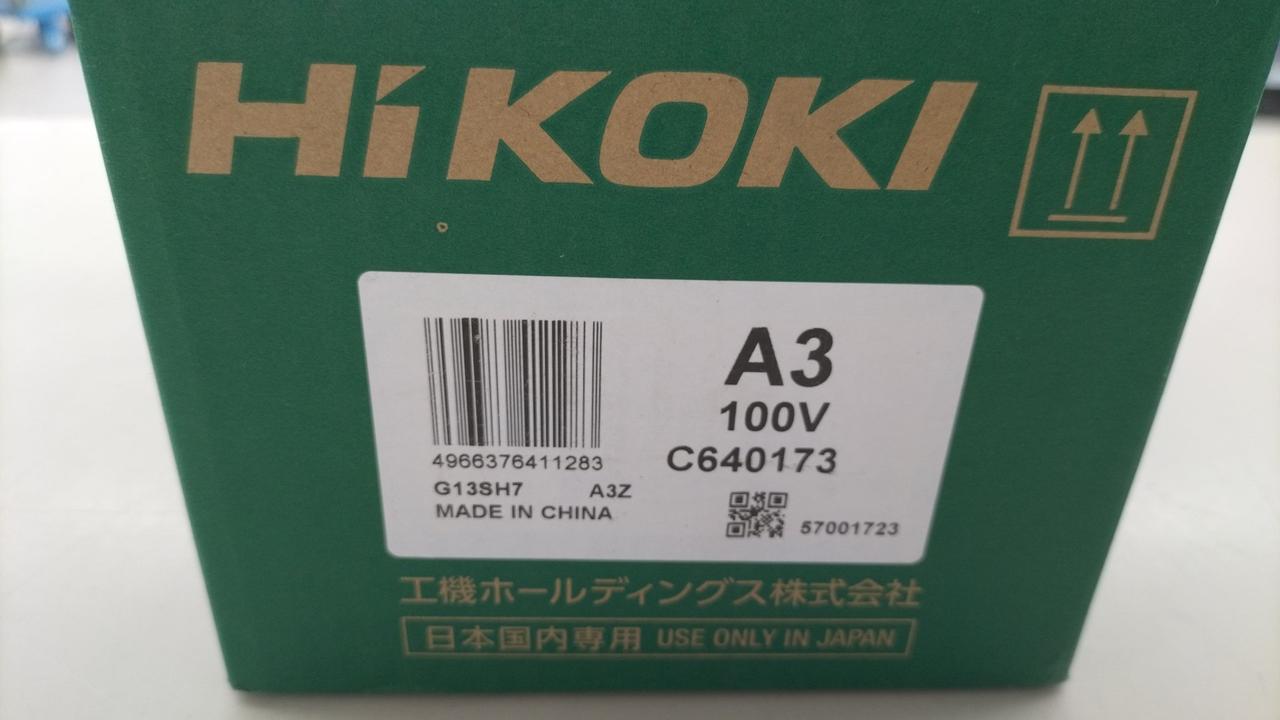 HiKOKI
A3
100V
C640173
4966376411283
G13SH7 A3Z
MADE IN CHINA
57001723
工機ホールディングス株式会社
日本国内専用 USE ONLY IN JAPAN